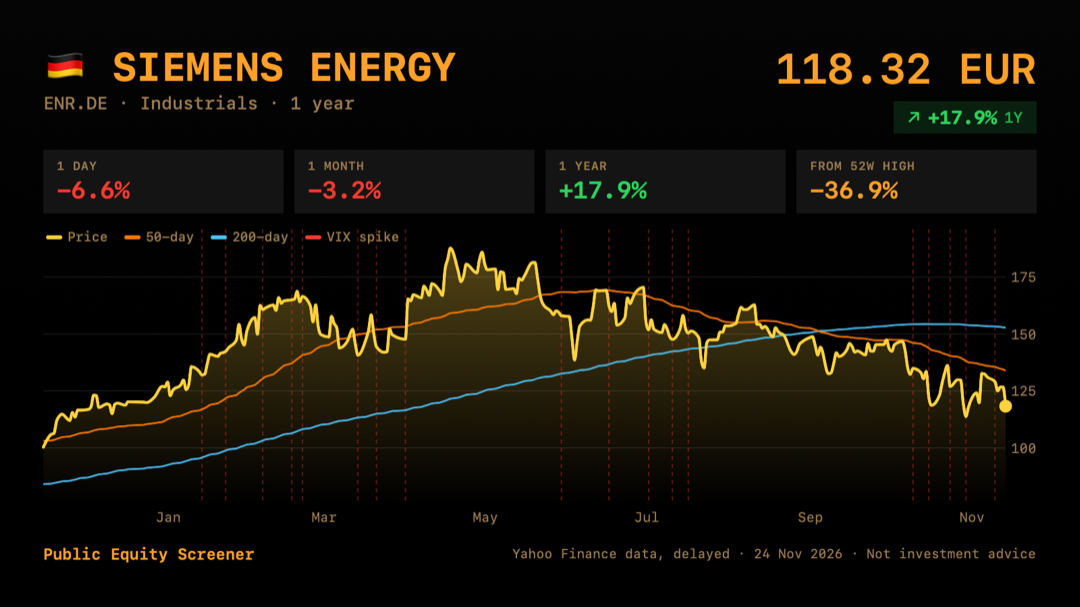 SIEMENS ENERGY
118.32 EUR
ENR.DE · Industrials · 1 year
↗ +17.9% 1Y
1 DAY
−6.6%
1 MONTH
−3.2%
1 YEAR
+17.9%
FROM 52W HIGH
−36.9%
Price 50-day 200-day VIX spike
175
150
125
100
Jan Mar May Jul Sep Nov
Public Equity Screener
Yahoo Finance data, delayed · 24 Nov 2026 · Not investment advice